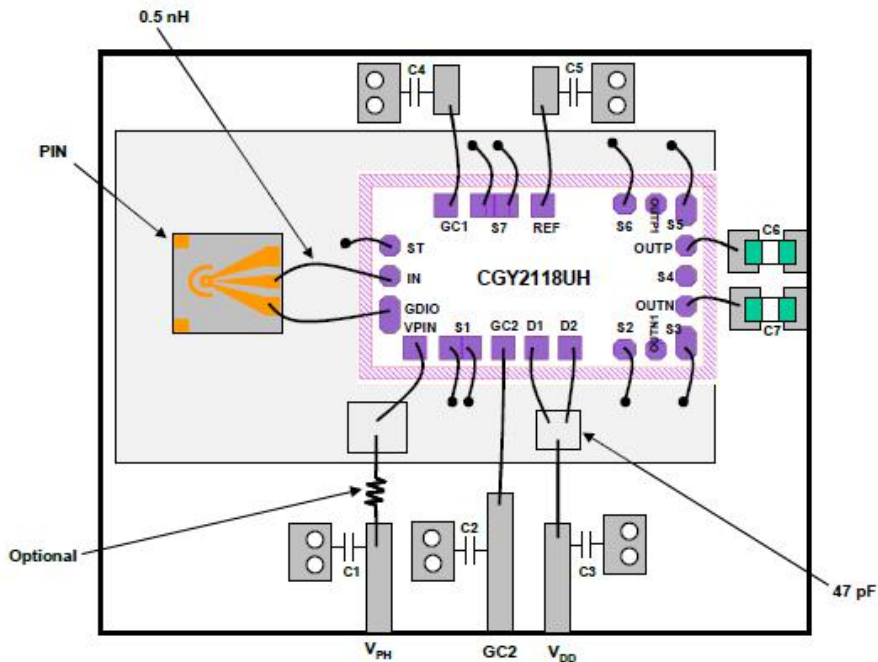 0.5 nH
C4
C5
PIN
GC1
S7
REF
S6
OUTP1
S5
C6
ST
OUTP
IN
CGY2118UH
S4
GDIO
OUTN
VPIN
S1
GC2
D1
D2
S2
OUTN1
S3
C7
Optional
C1
C2
C3
47 pF
VPH
GC2
VDD